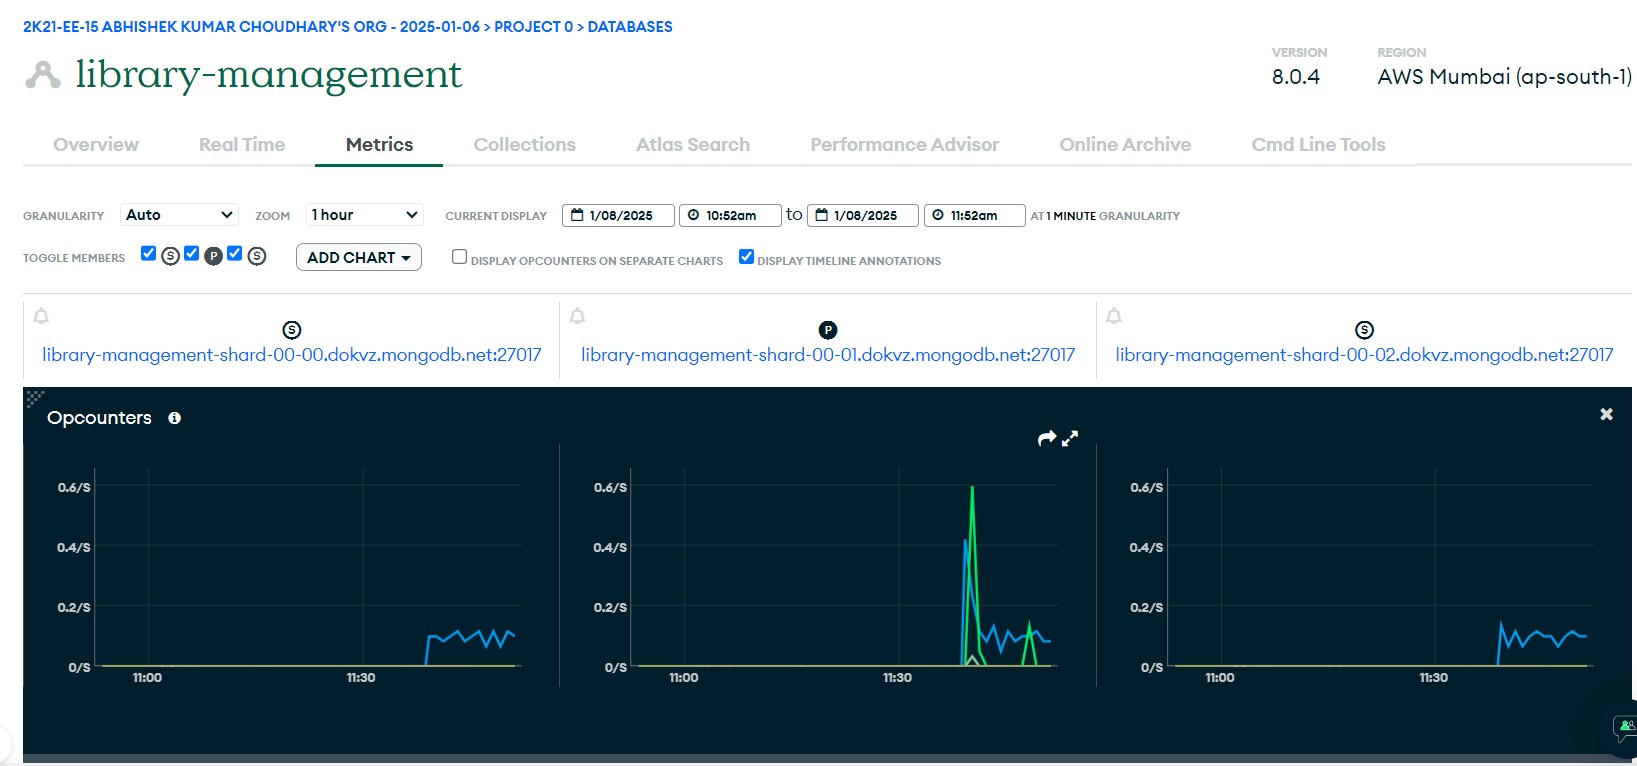 2K21-EE-15 ABHISHEK KUMAR CHOUDHARY'S ORG - 2025-01-06 > PROJECT 0 > DATABASES
library-management
VERSION
8.0.4
REGION
AWS Mumbai (ap-south-1)
Overview Real Time Metrics Collections Atlas Search Performance Advisor Online Archive Cmd Line Tools
GRANULARITY Auto ZOOM 1 hour CURRENT DISPLAY 1/08/2025 10:52am to 1/08/2025 11:52am AT 1 MINUTE GRANULARITY
TOGGLE MEMBERS S P S ADD CHART DISPLAY OPCOUNTERS ON SEPARATE CHARTS DISPLAY TIMELINE ANNOTATIONS
S
library-management-shard-00-00.dokvz.mongodb.net:27017
P
library-management-shard-00-01.dokvz.mongodb.net:27017
S
library-management-shard-00-02.dokvz.mongodb.net:27017
Opcounters
0.6/S
0.4/S
0.2/S
0/S
11:00 11:30
0.6/S
0.4/S
0.2/S
0/S
11:00 11:30
0.6/S
0.4/S
0.2/S
0/S
11:00 11:30